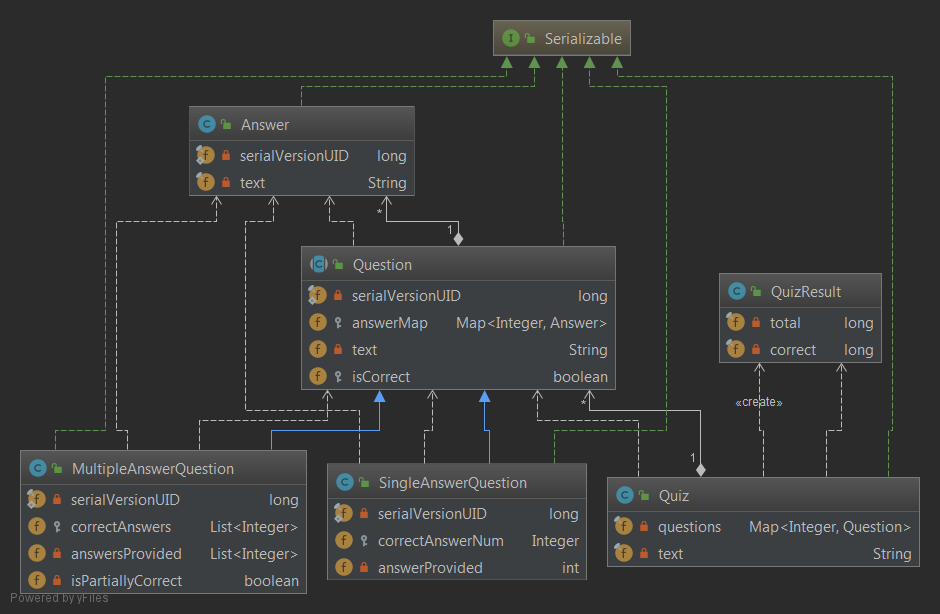 Serializable
Answer
serialVersionUID long
text String
*
1
Question
serialVersionUID long
answerMap Map<Integer, Answer>
text String
isCorrect boolean
QuizResult
total long
correct long
«create»
*
1
MultipleAnswerQuestion
serialVersionUID long
correctAnswers List<Integer>
answersProvided List<Integer>
isPartiallyCorrect boolean
SingleAnswerQuestion
serialVersionUID long
correctAnswerNum Integer
answerProvided int
Quiz
questions Map<Integer, Question>
text String
Powered by yFiles